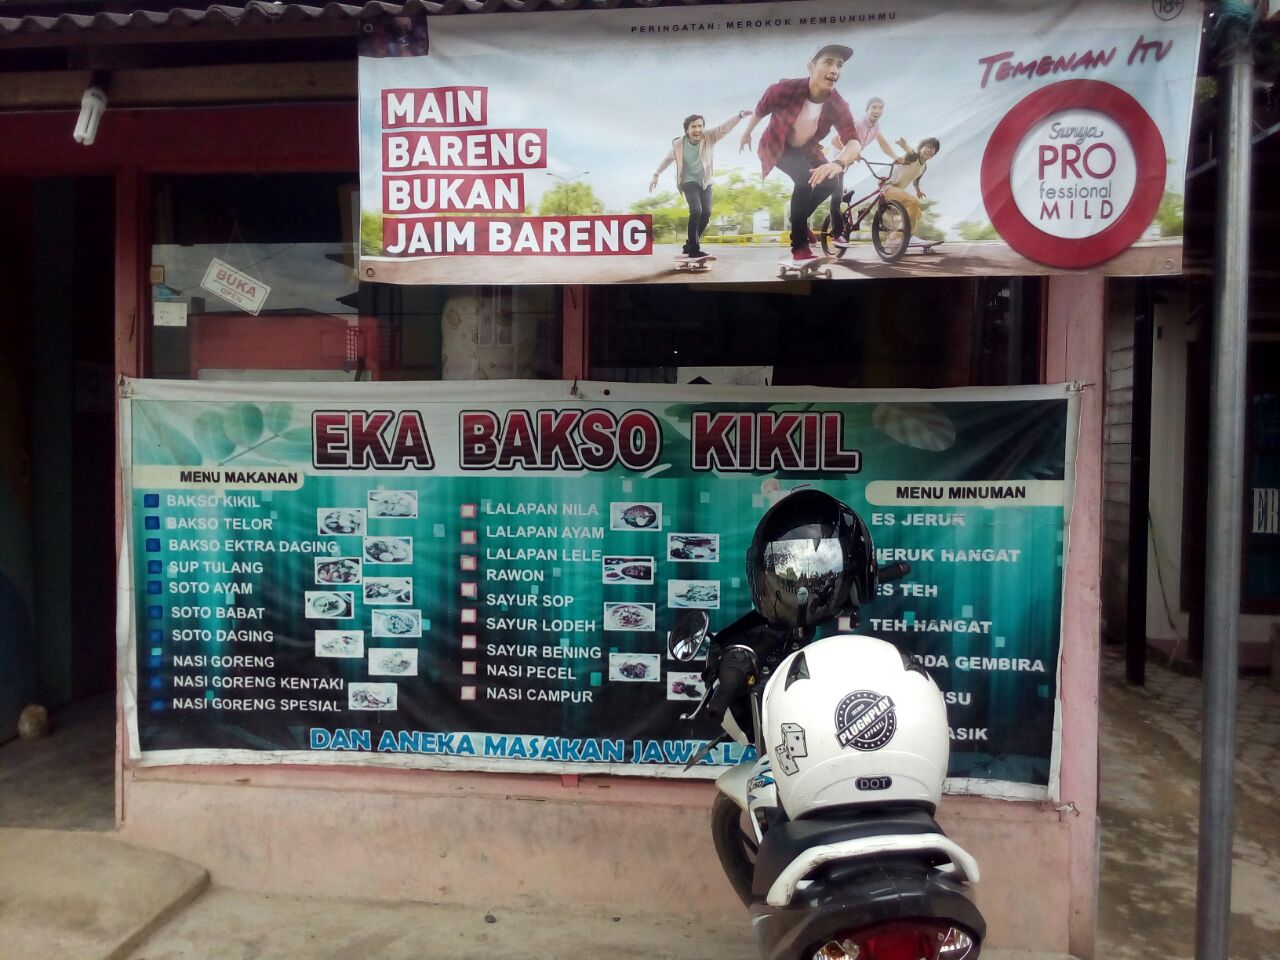 PERINGATAN: MEROKOK MEMBUNUHMU
18+
TEMENAN ITU
MAIN
BARENG
BUKAN
JAIM BARENG
Surya
PRO
fessional
MILD
BUKA
OPEN
EKA BAKSO KIKIL
MENU MAKANAN
BAKSO KIKIL
BAKSO TELOR
BAKSO EKTRA DAGING
SUP TULANG
SOTO AYAM
SOTO BABAT
SOTO DAGING
NASI GORENG
NASI GORENG KENTAKI
NASI GORENG SPESIAL
LALAPAN NILA
LALAPAN AYAM
LALAPAN LELE
RAWON
SAYUR SOP
SAYUR LODEH
SAYUR BENING
NASI PECEL
NASI CAMPUR
MENU MINUMAN
ES JERUK
JERUK HANGAT
ES TEH
TEH HANGAT
GEMBIRA
DAN ANEKA MASAKAN JAWA
PLUGNPLAY
APPAREL
DOT